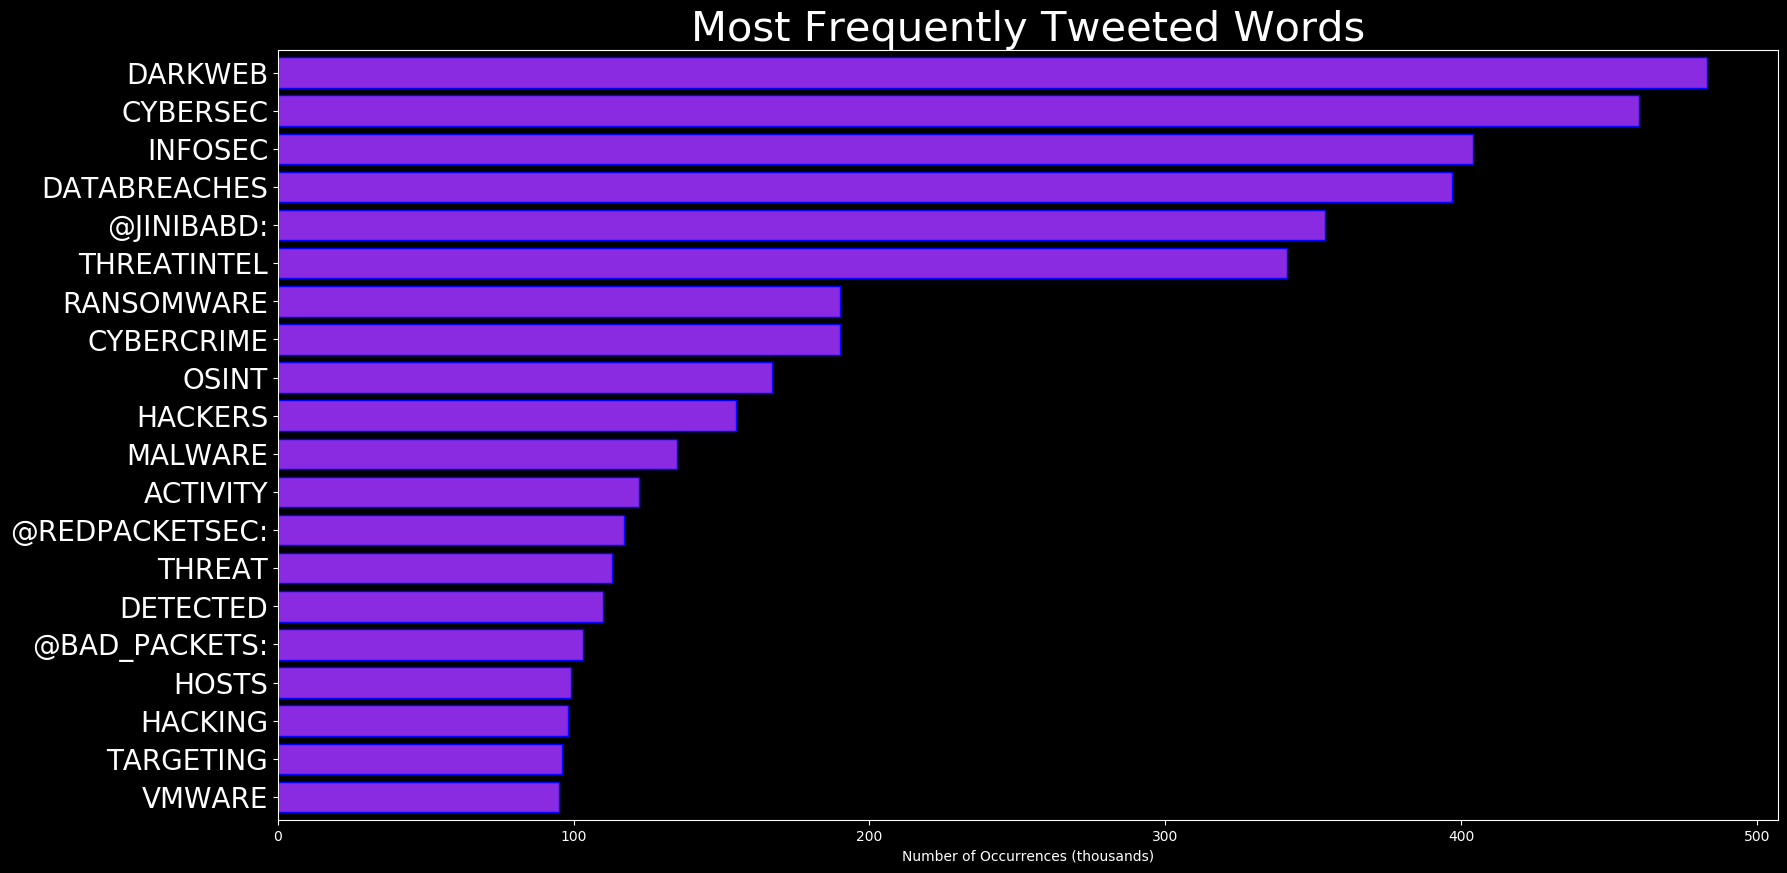 Most Frequently Tweeted Words
DARKWEB
CYBERSEC
INFOSEC
DATABREACHES
@JINIBABD:
THREATINTEL
RANSOMWARE
CYBERCRIME
OSINT
HACKERS
MALWARE
ACTIVITY
@REDPACKETSEC:
THREAT
DETECTED
@BAD_PACKETS:
HOSTS
HACKING
TARGETING
VMWARE
0 100 200 300 400 500
Number of Occurrences (thousands)